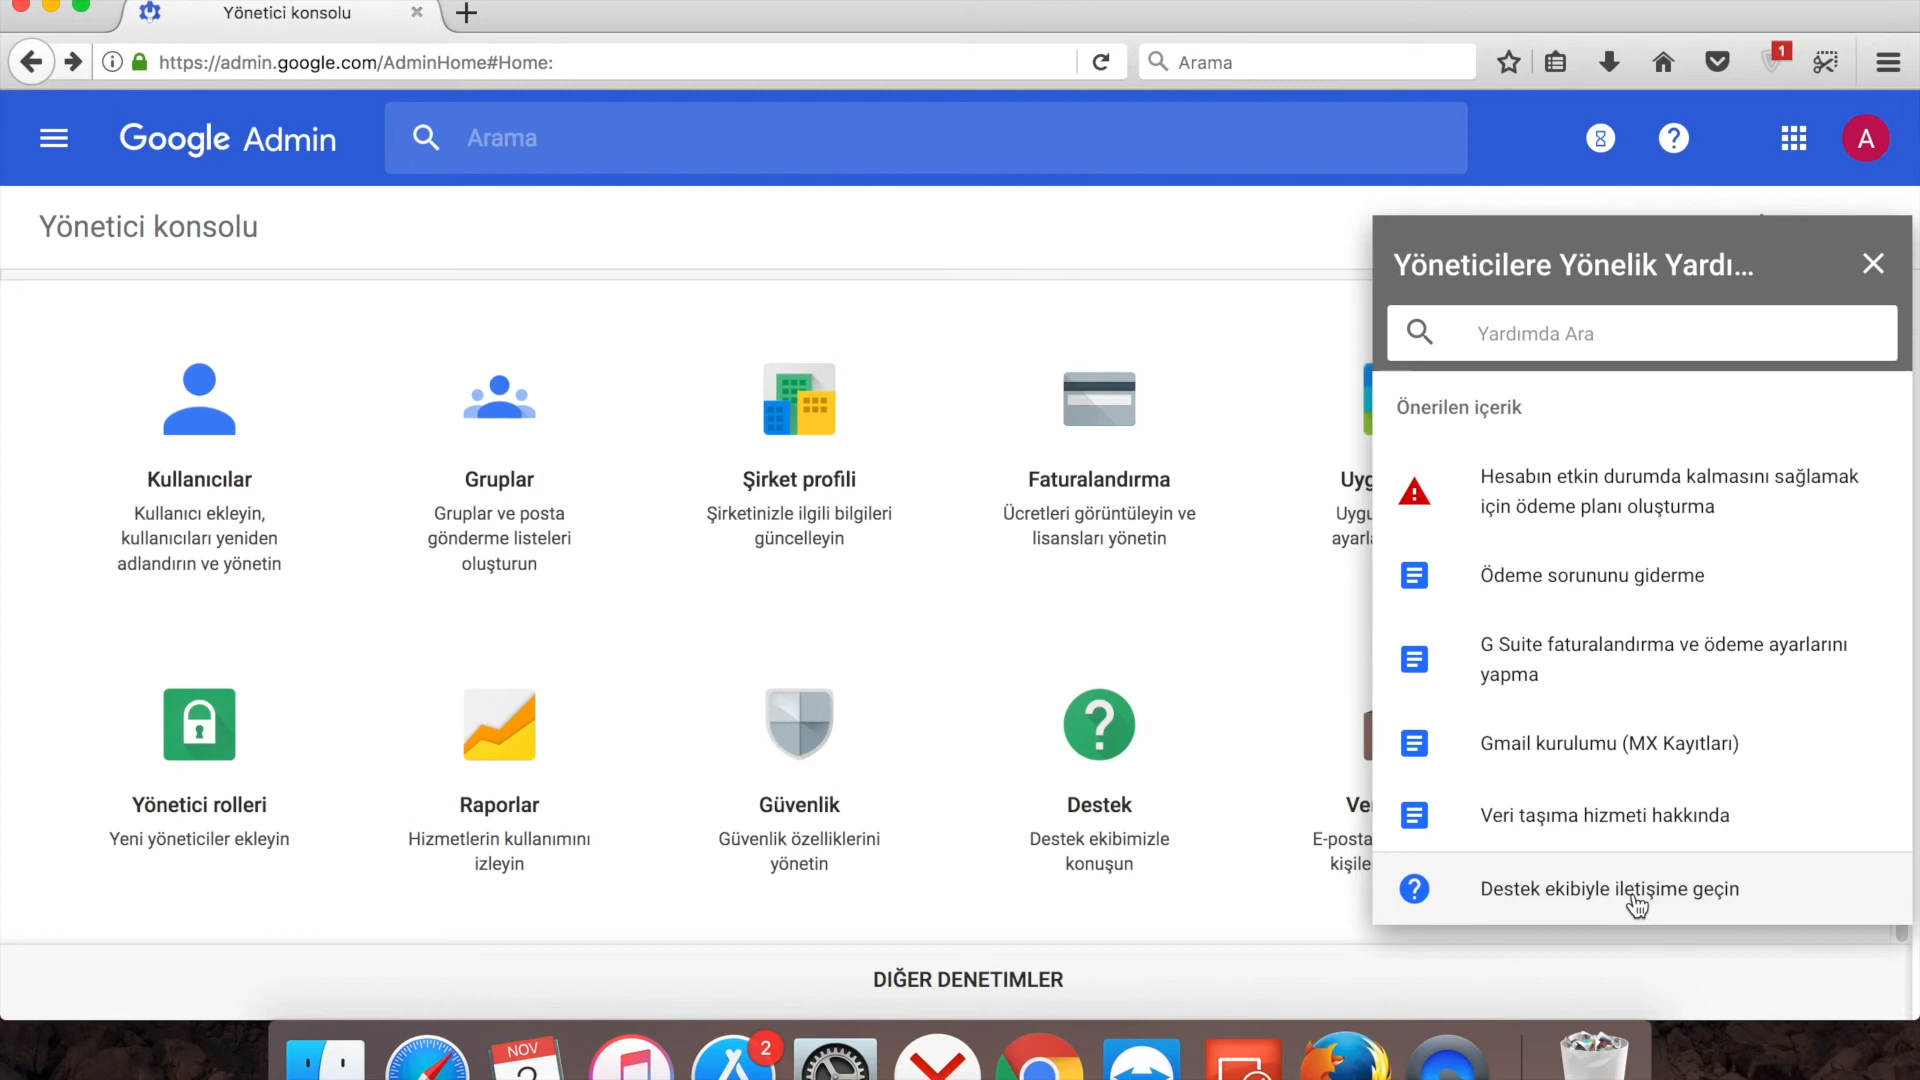 Yönetici konsolu
https://admin.google.com/AdminHome#Home:
Arama
1
Google Admin
Arama
A
Yönetici konsolu
Yöneticilere Yönelik Yardı...
Yardımda Ara
Önerilen içerik
Hesabın etkin durumda kalmasını sağlamak
için ödeme planı oluşturma
Ödeme sorununu giderme
G Suite faturalandırma ve ödeme ayarlarını
yapma
Gmail kurulumu (MX Kayıtları)
Veri taşıma hizmeti hakkında
Destek ekibiyle iletişime geçin
Kullanıcılar
Kullanıcı ekleyin,
kullanıcıları yeniden
adlandırın ve yönetin
Gruplar
Gruplar ve posta
gönderme listeleri
oluşturun
Şirket profili
Şirketinizle ilgili bilgileri
güncelleyin
Faturalandırma
Ücretleri görüntüleyin ve
lisansları yönetin
Yönetici rolleri
Yeni yöneticiler ekleyin
Raporlar
Hizmetlerin kullanımını
izleyin
Güvenlik
Güvenlik özelliklerini
yönetin
Destek
Destek ekibimizle
konuşun
DIĞER DENETIMLER
NOV
2